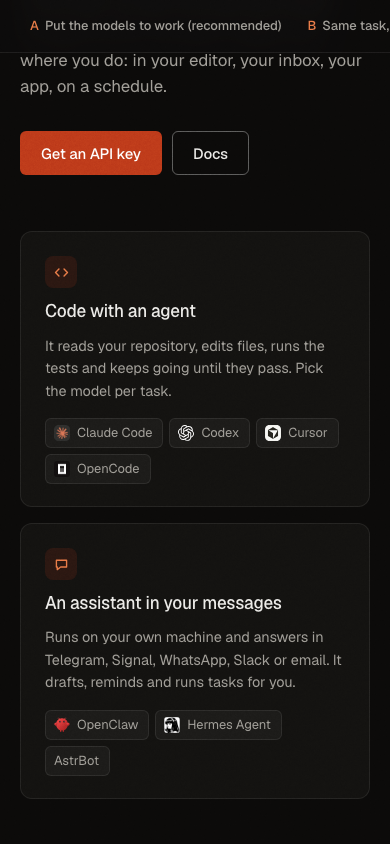 A Put the models to work (recommended) B Same task,
where you do: in your editor, your inbox, your
app, on a schedule.
Get an API key Docs
Code with an agent
It reads your repository, edits files, runs the
tests and keeps going until they pass. Pick
the model per task.
Claude Code Codex Cursor
OpenCode
An assistant in your messages
Runs on your own machine and answers in
Telegram, Signal, WhatsApp, Slack or email. It
drafts, reminds and runs tasks for you.
OpenClaw Hermes Agent
AstrBot